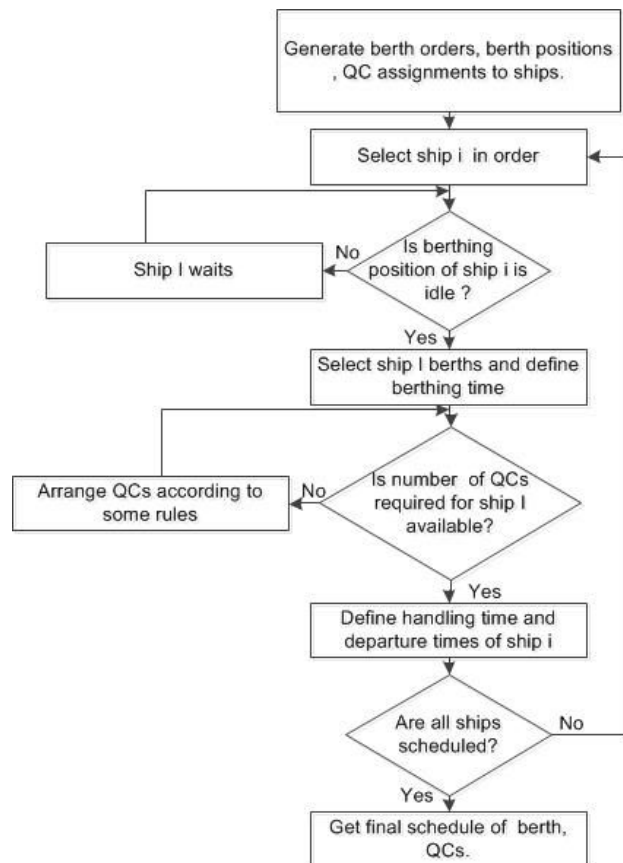 Generate berth orders, berth positions
, QC assignments to ships.
Select ship i in order
Is berthing
position of ship i is
idle ?
No
Ship I waits
Yes
Select ship I berths and define
berthing time
Is number of QCs
required for ship I
available?
No
Arrange QCs according to
some rules
Yes
Define handling time and
departure times of ship i
Are all ships
scheduled?
No
Yes
Get final schedule of berth,
QCs.